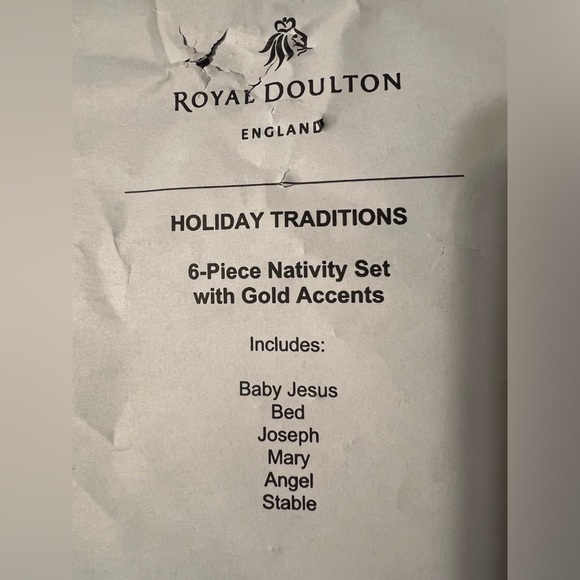 ROYAL DOULTON
ENGLAND
HOLIDAY TRADITIONS
6-Piece Nativity Set
with Gold Accents
Includes:
Baby Jesus
Bed
Joseph
Mary
Angel
Stable